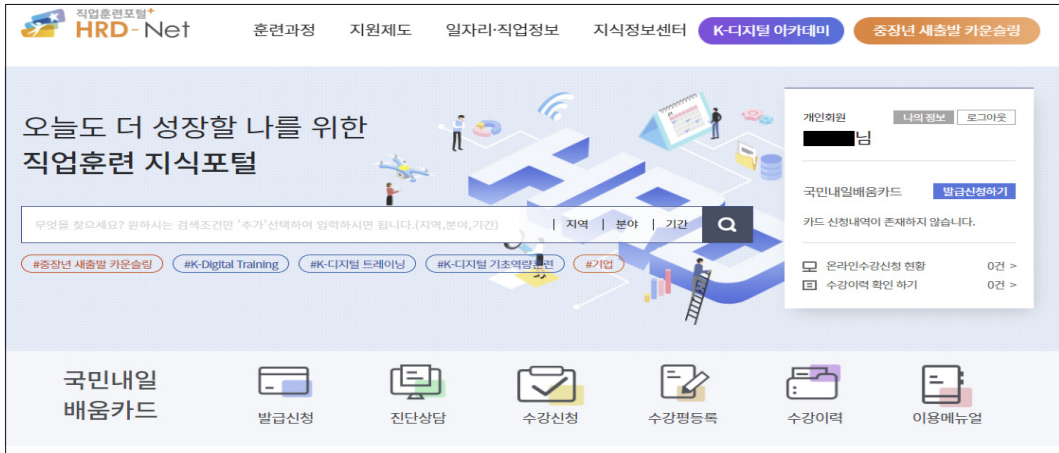 직업훈련포털+
HRD-Net
훈련과정 지원제도 일자리·직업정보 지식정보센터 K-디지털 아카데미 중장년 새출발 카운슬링
오늘도 더 성장할 나를 위한
직업훈련 지식포털
무엇을 찾으세요? 원하시는 검색조건만 '추가'선택하여 입력하시면 됩니다.(지역,분야,기간) | 지역 | 분야 | 기간
#중장년 새출발 카운슬링 #K-Digital Training #K-디지털 트레이닝 #K-디지털 기초역량훈련 #기업
개인회원 나의 정보 로그아웃
님
국민내일배움카드 발급신청하기
카드 신청내역이 존재하지 않습니다.
온라인수강신청 현황 0건 >
수강이력 확인 하기 0건 >
국민내일
배움카드
발급신청 진단상담 수강신청 수강평등록 수강이력 이용메뉴얼